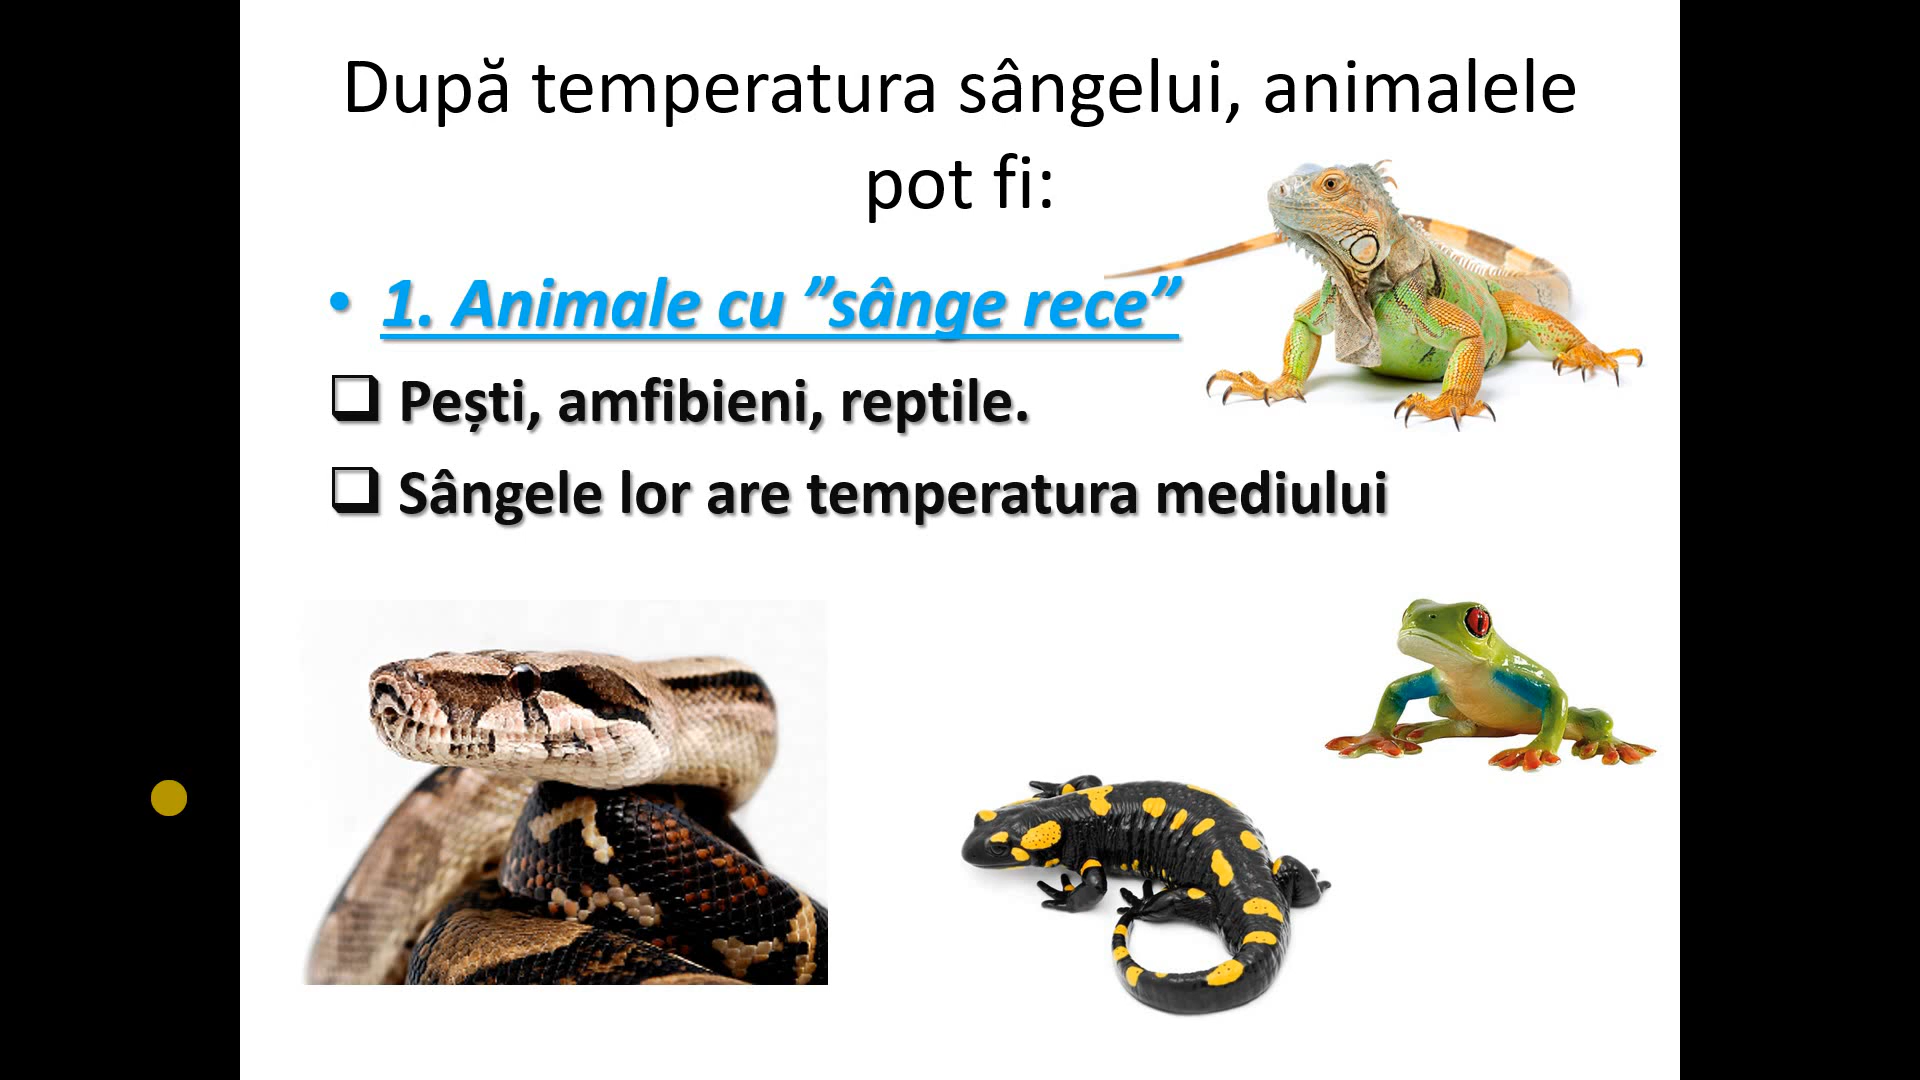 După temperatura sângelui, animalele
pot fi:
• 1. Animale cu ”sânge rece”
❑ Pești, amfibieni, reptile.
❑ Sângele lor are temperatura mediului